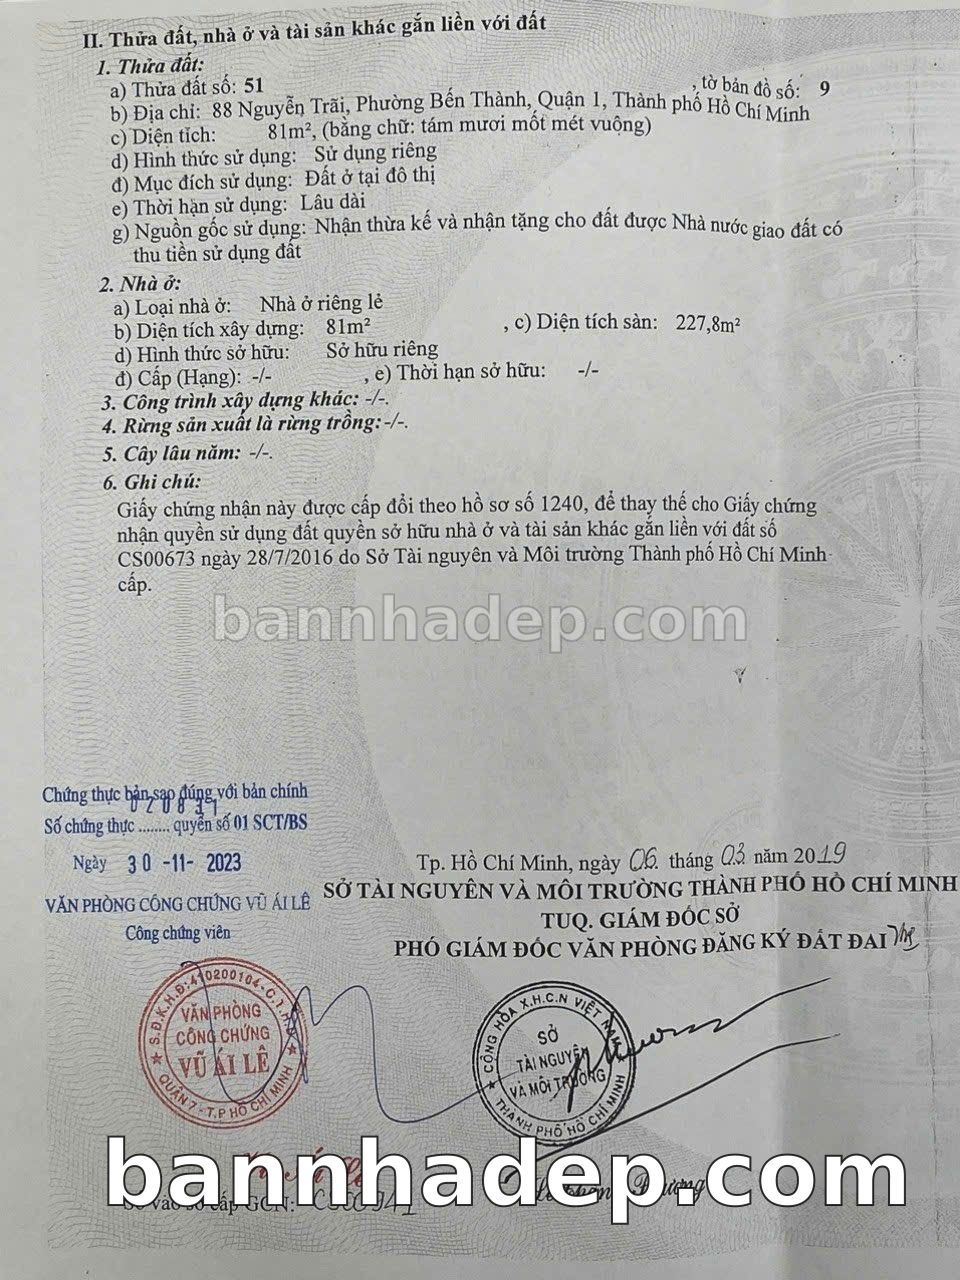 II. Thửa đất, nhà ở và tài sản khác gắn liền với đất
1. Thửa đất:
a) Thửa đất số: 51 , tờ bản đồ số: 9
b) Địa chỉ: 88 Nguyễn Trãi, Phường Bến Thành, Quận 1, Thành phố Hồ Chí Minh
c) Diện tích: 81m², (bằng chữ: tám mươi mốt mét vuông)
d) Hình thức sử dụng: Sử dụng riêng
đ) Mục đích sử dụng: Đất ở tại đô thị
e) Thời hạn sử dụng: Lâu dài
g) Nguồn gốc sử dụng: Nhận thừa kế và nhận tặng cho đất được Nhà nước giao đất có
thu tiền sử dụng đất
2. Nhà ở:
a) Loại nhà ở: Nhà ở riêng lẻ
b) Diện tích xây dựng: 81m² , c) Diện tích sàn: 227,8m²
d) Hình thức sở hữu: Sở hữu riêng
đ) Cấp (Hạng): -/- , e) Thời hạn sở hữu: -/-
3. Công trình xây dựng khác: -/-.
4. Rừng sản xuất là rừng trồng: -/-.
5. Cây lâu năm: -/-.
6. Ghi chú:
Giấy chứng nhận này được cấp đổi theo hồ sơ số 1240, để thay thế cho Giấy chứng
nhận quyền sử dụng đất quyền sở hữu nhà ở và tài sản khác gắn liền với đất số
CS00673 ngày 28/7/2016 do Sở Tài nguyên và Môi trường Thành phố Hồ Chí Minh
cấp.
bannhadep.com
Chứng thực bản sao đúng với bản chính
Số chứng thực ........ quyển số 01 SCT/BS
Ngày 30-11-2023
VĂN PHÒNG CÔNG CHỨNG VŨ ÁI LÊ
Công chứng viên
Tp. Hồ Chí Minh, ngày 06 tháng 03 năm 2019
SỞ TÀI NGUYÊN VÀ MÔI TRƯỜNG THÀNH PHỐ HỒ CHÍ MINH
TUQ. GIÁM ĐỐC SỞ
PHÓ GIÁM ĐỐC VĂN PHÒNG ĐĂNG KÝ ĐẤT ĐAI
S.Đ.K.H.Đ:410200104-C.T.H.D
VĂN PHÒNG
CÔNG CHỨNG
VŨ ÁI LÊ
QUẬN 7 - T.P HỒ CHÍ MINH
CỘNG HÒA X.H.C.N VIỆT NAM
SỞ
TÀI NGUYÊN
VÀ MÔI TRƯỜNG
THÀNH PHỐ HỒ CHÍ MINH
bannhadep.com
vào sổ cấp GCN: